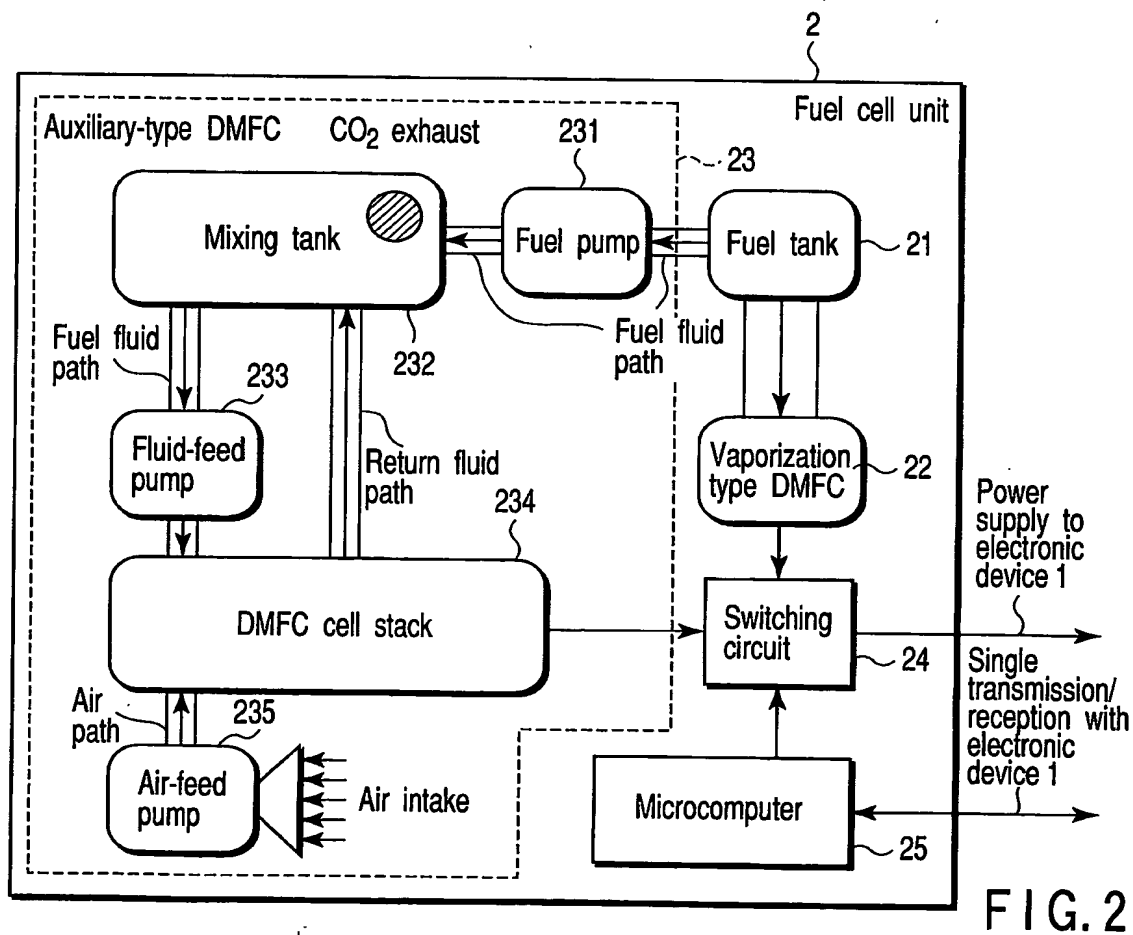 2
Fuel cell unit
Auxiliary-type DMFC
CO2 exhaust
231
23
Mixing tank
Fuel pump
Fuel tank
21
Fuel fluid
path
232
Fuel fluid
path
233
Fluid-feed
pump
Return fluid
path
234
Vaporization
type DMFC
22
Power
supply to
electronic
device 1
DMFC cell stack
Switching
circuit
24
Single
transmission/
reception with
electronic
device 1
Air
path
235
Air-feed
pump
Air intake
Microcomputer
25
FIG. 2